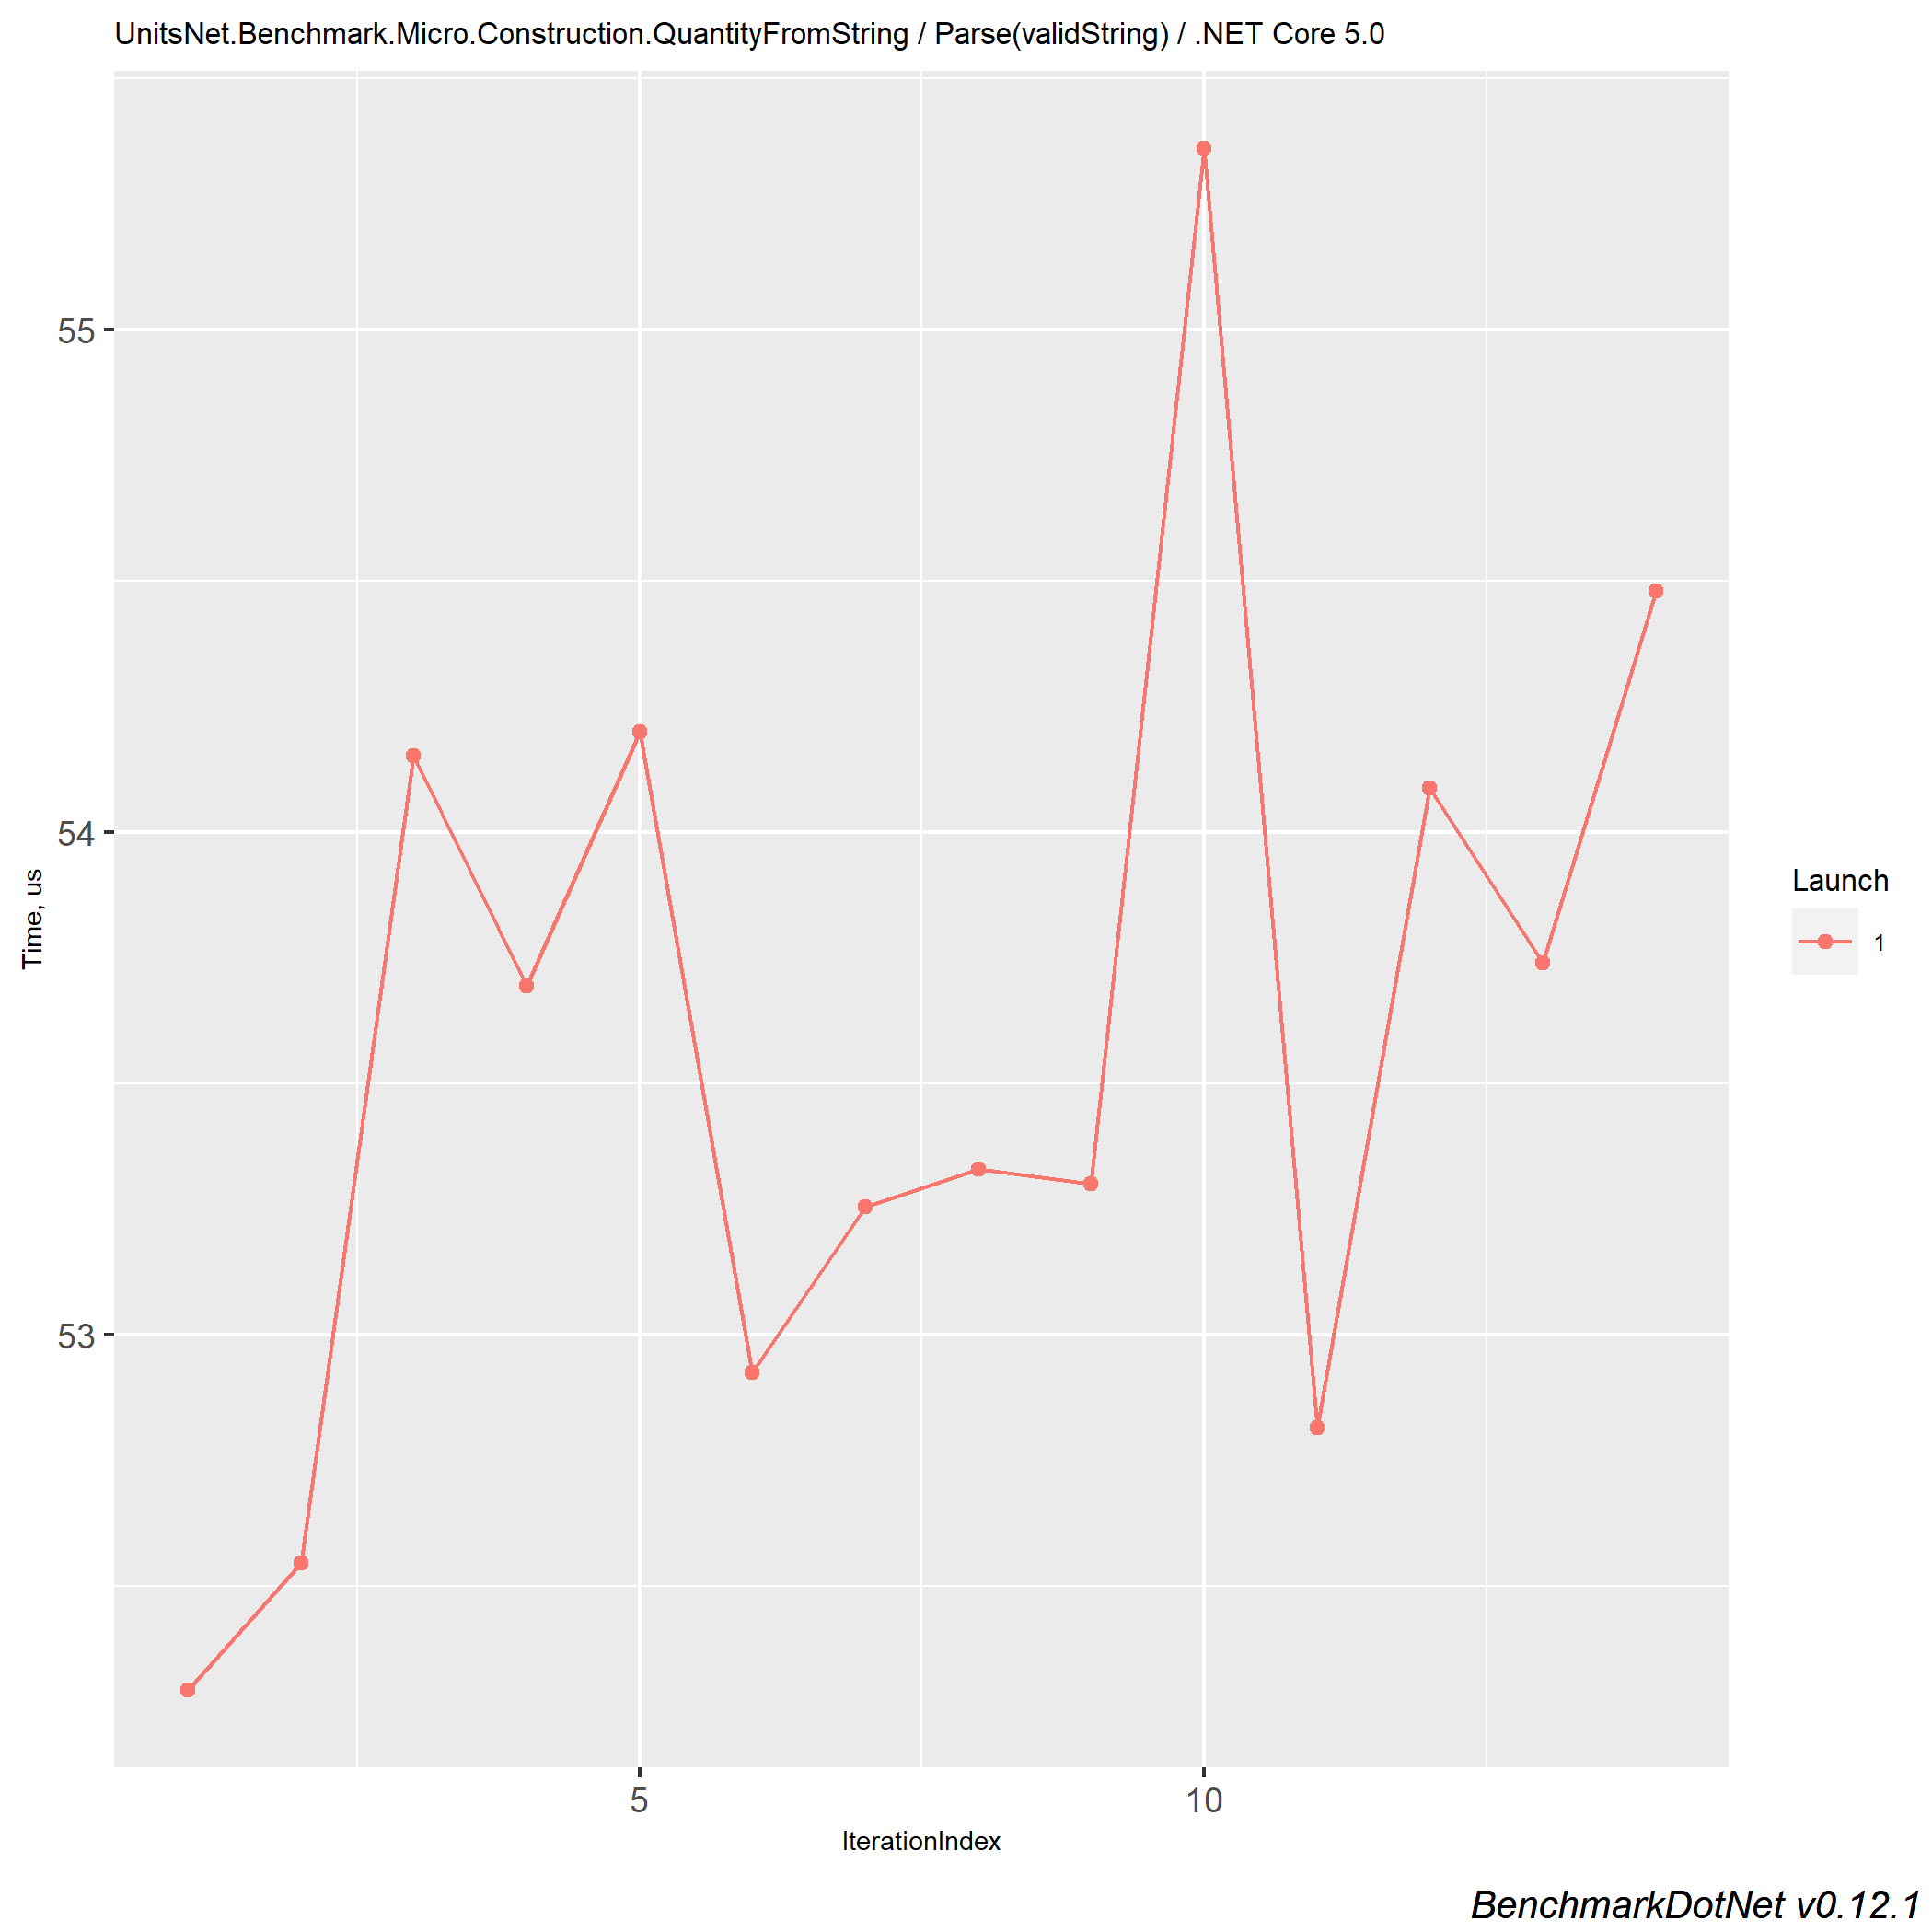 UnitsNet.Benchmark.Micro.Construction.QuantityFromString / Parse(validString) / .NET Core 5.0
55
54
53
Time, us
5
10
IterationIndex
Launch
1
BenchmarkDotNet v0.12.1